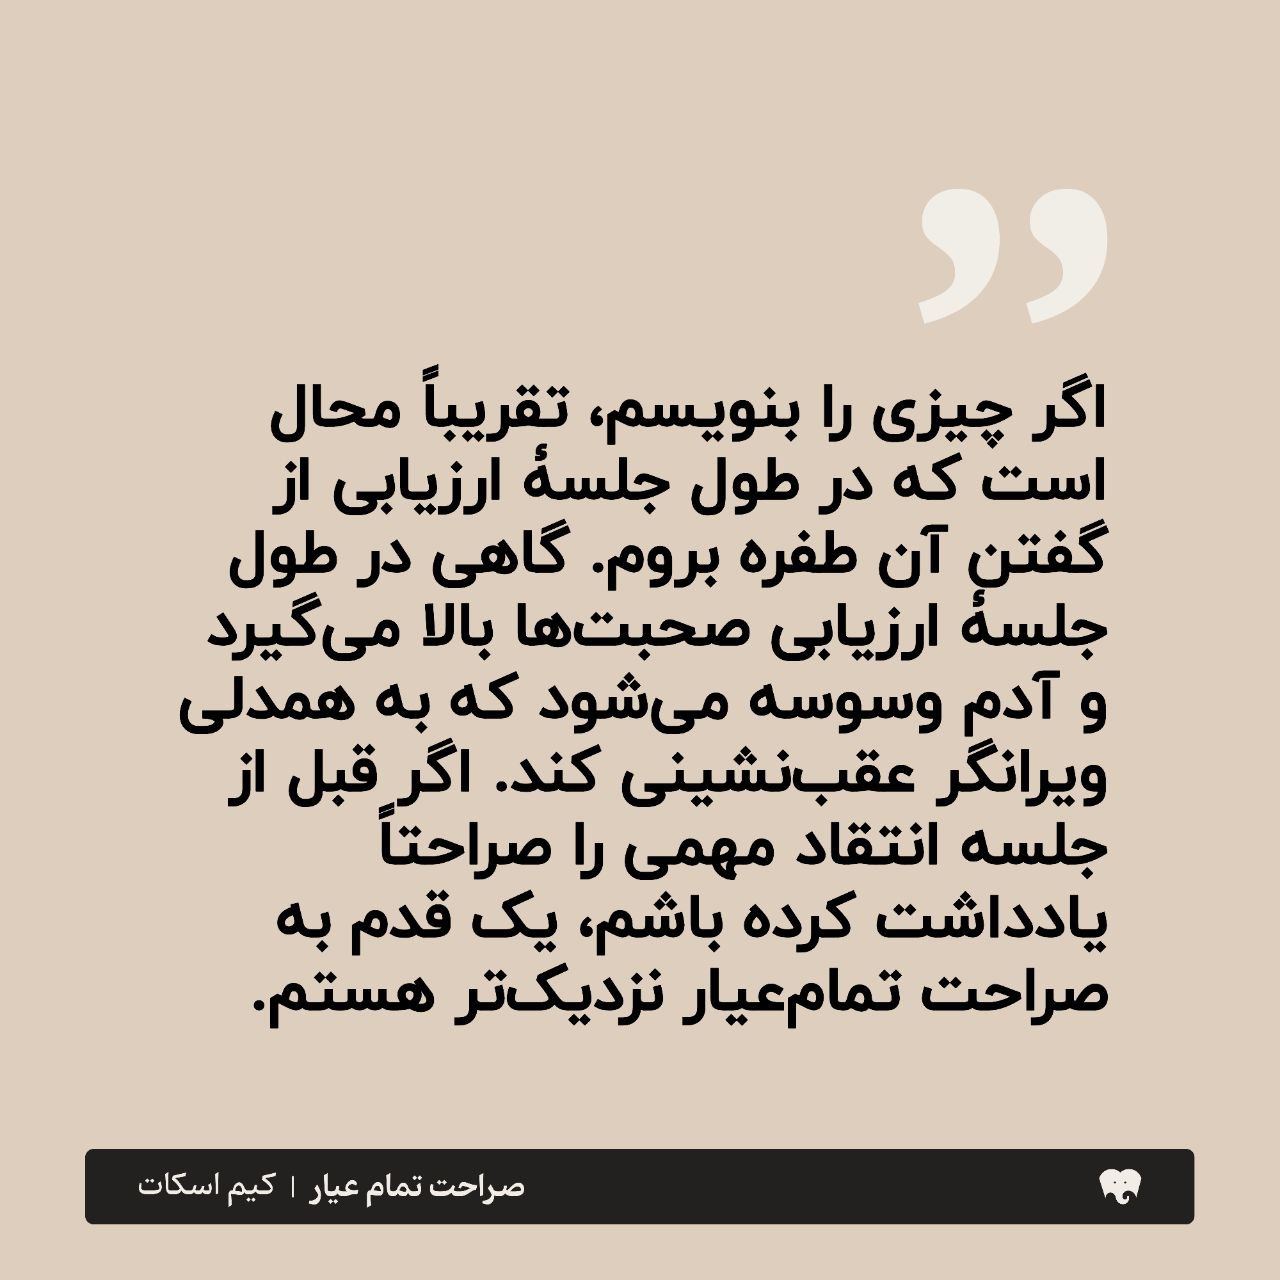 ”
اگر چیزی را بنویسم، تقریباً محال
است که در طول جلسهٔ ارزیابی از
گفتن آن طفره بروم. گاهی در طول
جلسهٔ ارزیابی صحبت‌ها بالا می‌گیرد
و آدم وسوسه می‌شود که به همدلی
ویرانگر عقب‌نشینی کند. اگر قبل از
جلسه انتقاد مهمی را صراحتاً
یادداشت کرده باشم، یک قدم به
صراحت تمام‌عیار نزدیک‌تر هستم.
صراحت تمام عیار | کیم اسکات